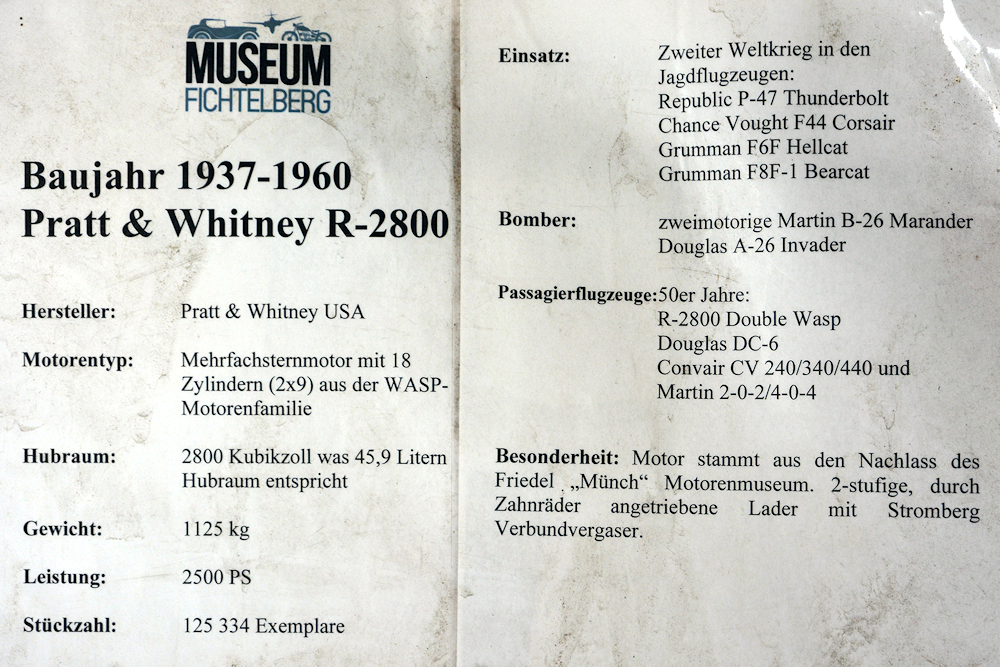 MUSEUM
FICHTELBERG
Baujahr 1937-1960
Pratt & Whitney R-2800
Hersteller: Pratt & Whitney USA
Motorentyp: Mehrfachsternmotor mit 18
Zylindern (2x9) aus der WASP-
Motorenfamilie
Hubraum: 2800 Kubikzoll was 45,9 Litern
Hubraum entspricht
Gewicht: 1125 kg
Leistung: 2500 PS
Stückzahl: 125 334 Exemplare
Einsatz: Zweiter Weltkrieg in den
Jagdflugzeugen:
Republic P-47 Thunderbolt
Chance Vought F44 Corsair
Grumman F6F Hellcat
Grumman F8F-1 Bearcat
Bomber: zweimotorige Martin B-26 Marander
Douglas A-26 Invader
Passagierflugzeuge:50er Jahre:
R-2800 Double Wasp
Douglas DC-6
Convair CV 240/340/440 und
Martin 2-0-2/4-0-4
Besonderheit: Motor stammt aus den Nachlass des
Friedel „Münch“ Motorenmuseum. 2-stufige, durch
Zahnräder angetriebene Lader mit Stromberg
Verbundvergaser.